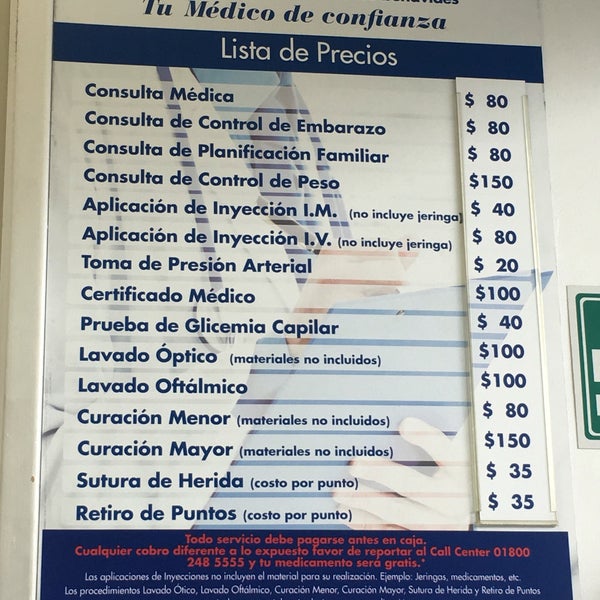 Tu Médico de confianza
Lista de Precios
Consulta Médica $ 80
Consulta de Control de Embarazo $ 80
Consulta de Planificación Familiar $ 80
Consulta de Control de Peso $150
Aplicación de Inyección I.M. (no incluye jeringa) $ 40
Aplicación de Inyección I.V. (no incluye jeringa) $ 80
Toma de Presión Arterial $ 20
Certificado Médico $100
Prueba de Glicemia Capilar $ 40
Lavado Óptico (materiales no incluidos) $100
Lavado Oftálmico $100
Curación Menor (materiales no incluidos) $ 80
Curación Mayor (materiales no incluidos) $150
Sutura de Herida (costo por punto) $ 35
Retiro de Puntos (costo por punto) $ 35
Todo servicio debe pagarse antes en caja.
Cualquier cobro diferente a lo expuesto favor de reportar al Call Center 01800
248 5555 y tu medicamento será gratis.*
Las aplicaciones de Inyecciones no incluyen el material para su realización. Ejemplo: Jeringas, medicamentos, etc.
Los procedimientos Lavado Ótico, Lavado Oftálmico, Curación Menor, Curación Mayor, Sutura de Herida y Retiro de Puntos